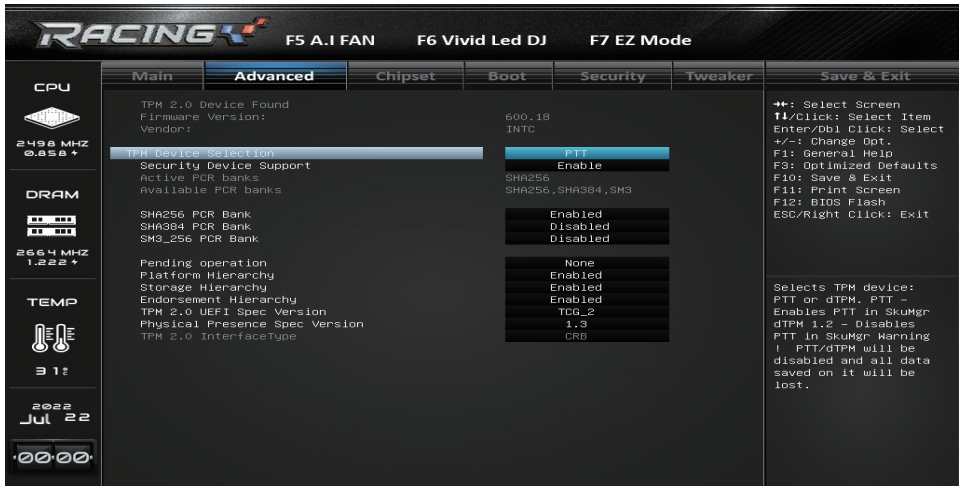 RACING
F5 A.I FAN F6 Vivid Led DJ F7 EZ Mode
Main Advanced Chipset Boot Security Tweaker Save & Exit
CPU
2498 MHZ
0.858
DRAM
2664 MHZ
1.222
TEMP
31
2022
Jul 22
00:00
TPM 2.0 Device Found
Firmware Version: 600.18
Vendor: INTC
TPM Device Selection PTT
Security Device Support Enable
Active PCR banks SHA256
Available PCR banks SHA256,SHA384,SM3
SHA256 PCR Bank Enabled
SHA384 PCR Bank Disabled
SM3_256 PCR Bank Disabled
Pending operation None
Platform Hierarchy Enabled
Storage Hierarchy Enabled
Endorsement Hierarchy Enabled
TPM 2.0 UEFI Spec Version TCG_2
Physical Presence Spec Version 1.3
TPM 2.0 InterfaceType CRB
→←: Select Screen
↑↓/Click: Select Item
Enter/Dbl Click: Select
+/-: Change Opt.
F1: General Help
F3: Optimized Defaults
F10: Save & Exit
F11: Print Screen
F12: BIOS Flash
ESC/Right Click: Exit
Selects TPM device:
PTT or dTPM. PTT -
Enables PTT in SkuMgr
dTPM 1.2 - Disables
PTT in SkuMgr Warning
! PTT/dTPM will be
disabled and all data
saved on it will be
lost.